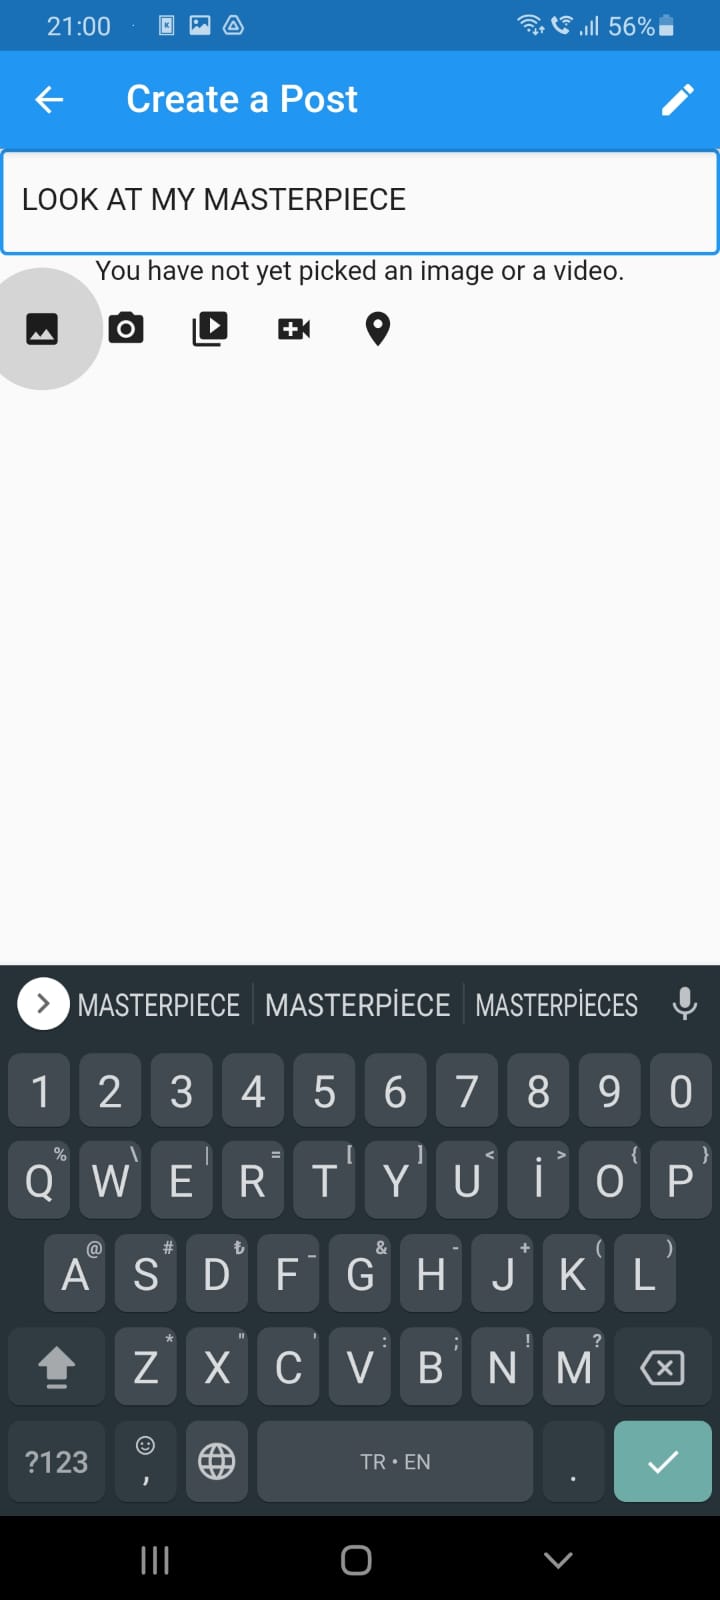 21:00 56%
Create a Post
LOOK AT MY MASTERPIECE
You have not yet picked an image or a video.
MASTERPIECE MASTERPİECE MASTERPİECES
1 2 3 4 5 6 7 8 9 0
% \ | = [ ] < > { }
Q W E R T Y U İ O P
@ # ₺ _ & - + ( )
A S D F G H J K L
* " ' : ; ! ?
Z X C V B N M
?123 , TR • EN .